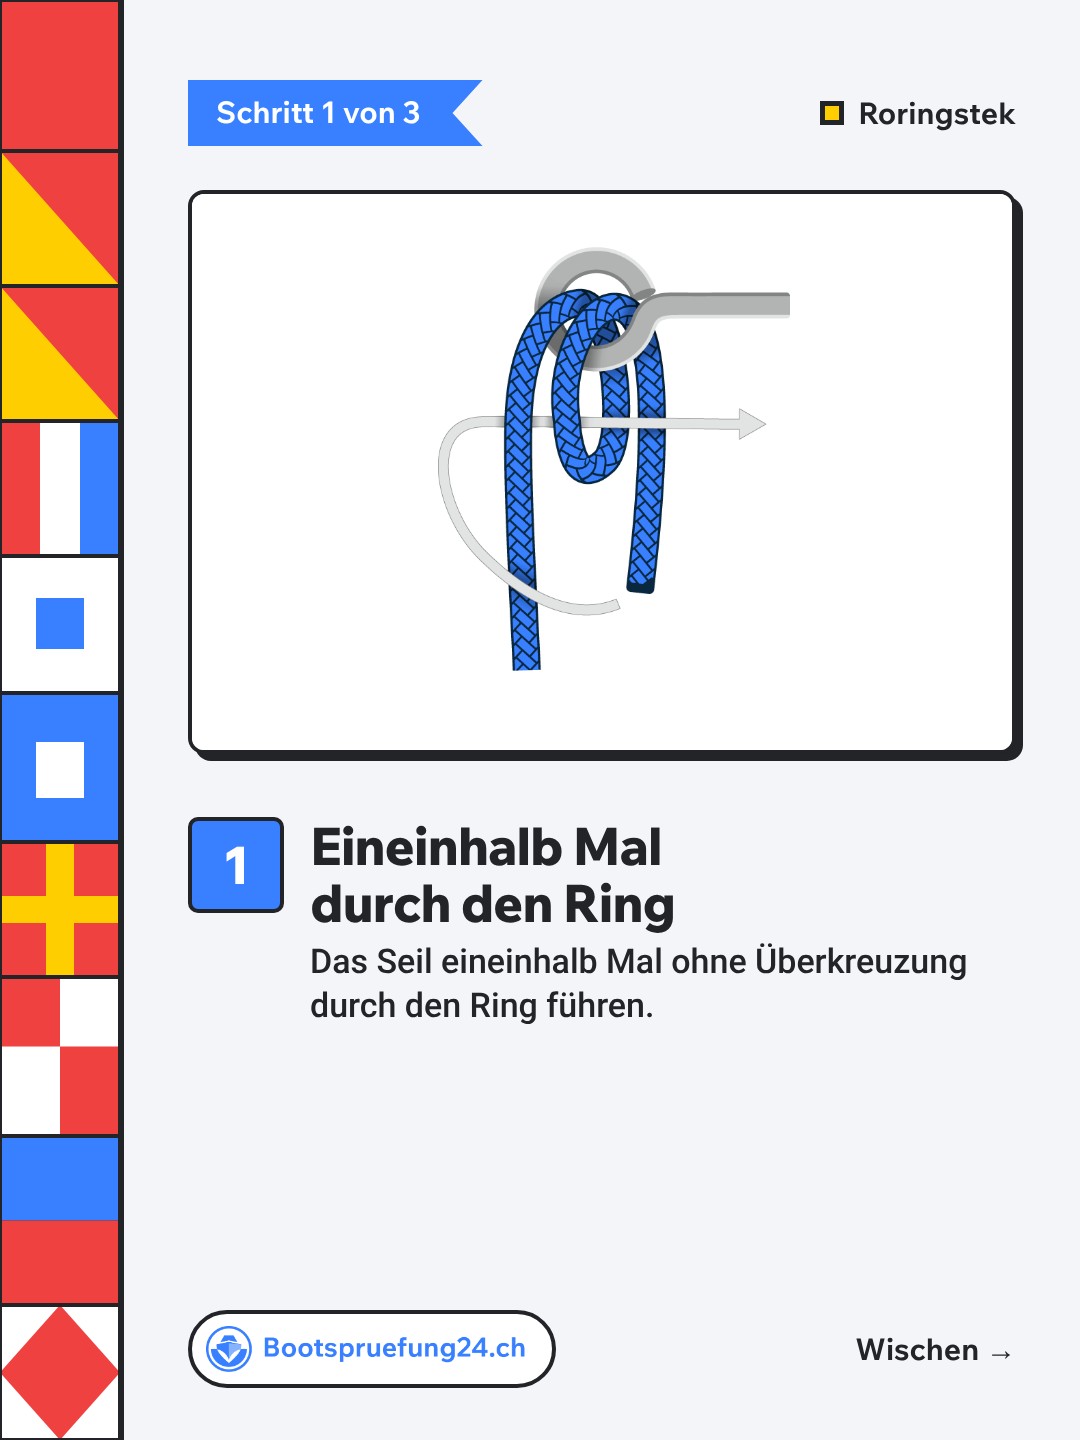 Schritt 1 von 3
Roringstek
1
Eineinhalb Mal
durch den Ring
Das Seil eineinhalb Mal ohne Überkreuzung
durch den Ring führen.
Bootspruefung24.ch
Wischen →